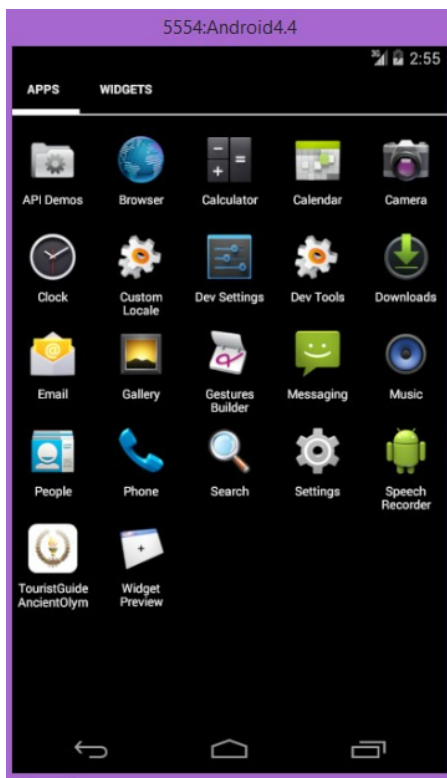 5554:Android4.4
3G 2:55
APPS WIDGETS
API Demos Browser Calculator Calendar Camera
Clock Custom Locale Dev Settings Dev Tools Downloads
Email Gallery Gestures Builder Messaging Music
People Phone Search Settings Speech Recorder
TouristGuide AncientOlym Widget Preview